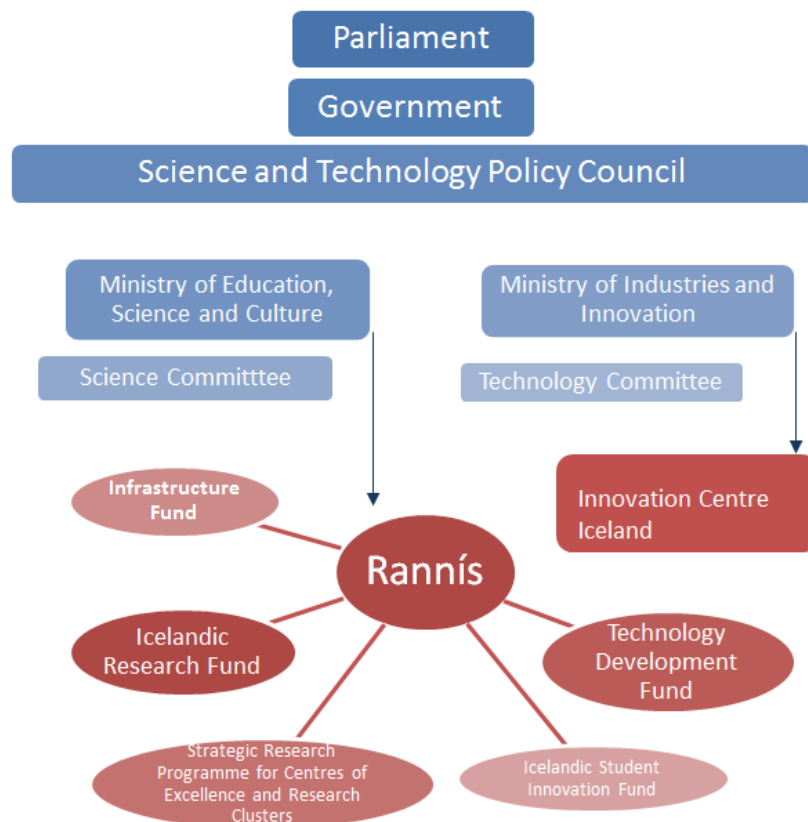 Parliament
Government
Science and Technology Policy Council
Ministry of Education,
Science and Culture
Ministry of Industries and
Innovation
Science Committtee
Technology Committee
Infrastructure
Fund
Innovation Centre
Iceland
Rannís
Icelandic
Research Fund
Technology
Development
Fund
Strategic Research
Programme for Centres of
Excellence and Research
Clusters
Icelandic Student
Innovation Fund